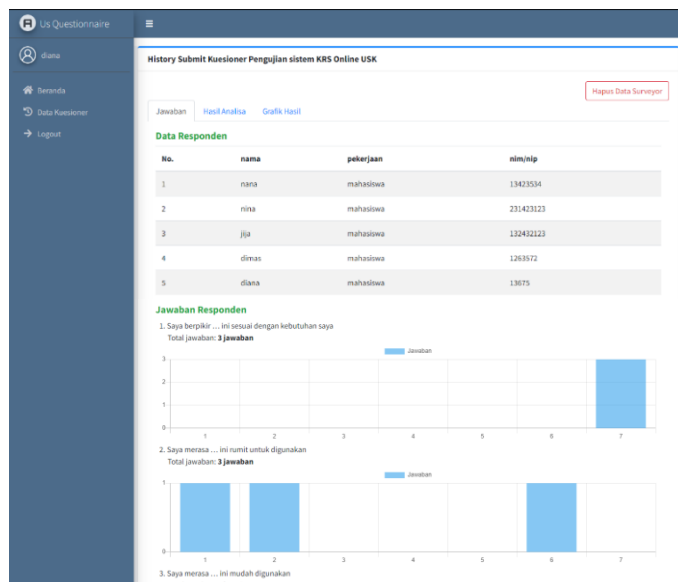 R Us Questionnaire
diana
Beranda
Data Kuesioner
Logout
History Submit Kuesioner Pengujian sistem KRS Online USK
Hapus Data Surveyor
Jawaban Hasil Analisa Grafik Hasil
Data Responden
No. nama pekerjaan nim/nip
1 nana mahasiswa 13423534
2 nina mahasiswa 231423123
3 jija mahasiswa 132432123
4 dimas mahasiswa 1263572
5 diana mahasiswa 13675
Jawaban Responden
1. Saya berpikir ... ini sesuai dengan kebutuhan saya
Total jawaban: 3 jawaban
Jawaban
3
2
1
0
1 2 3 4 5 6 7
2. Saya merasa ... ini rumit untuk digunakan
Total jawaban: 3 jawaban
Jawaban
1
0
1 2 3 4 5 6 7
3. Saya merasa ... ini mudah digunakan